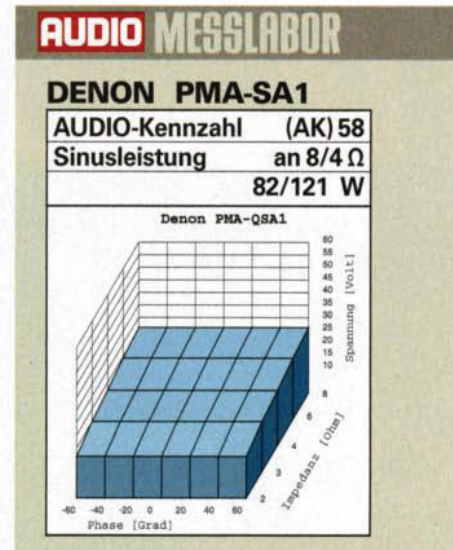 AUDIO MESSLABOR
DENON PMA-SA1
AUDIO-Kennzahl (AK) 58
Sinusleistung an 8/4 Ω
82/121 W
Denon PMA-QSA1
60
55
50
45
40
35
30
25
20
15
10
Spannung [Volt]
8
6
4
3
2
Impedanz [Ohm]
-60 -40 -20 0 20 40 60
Phase [Grad]